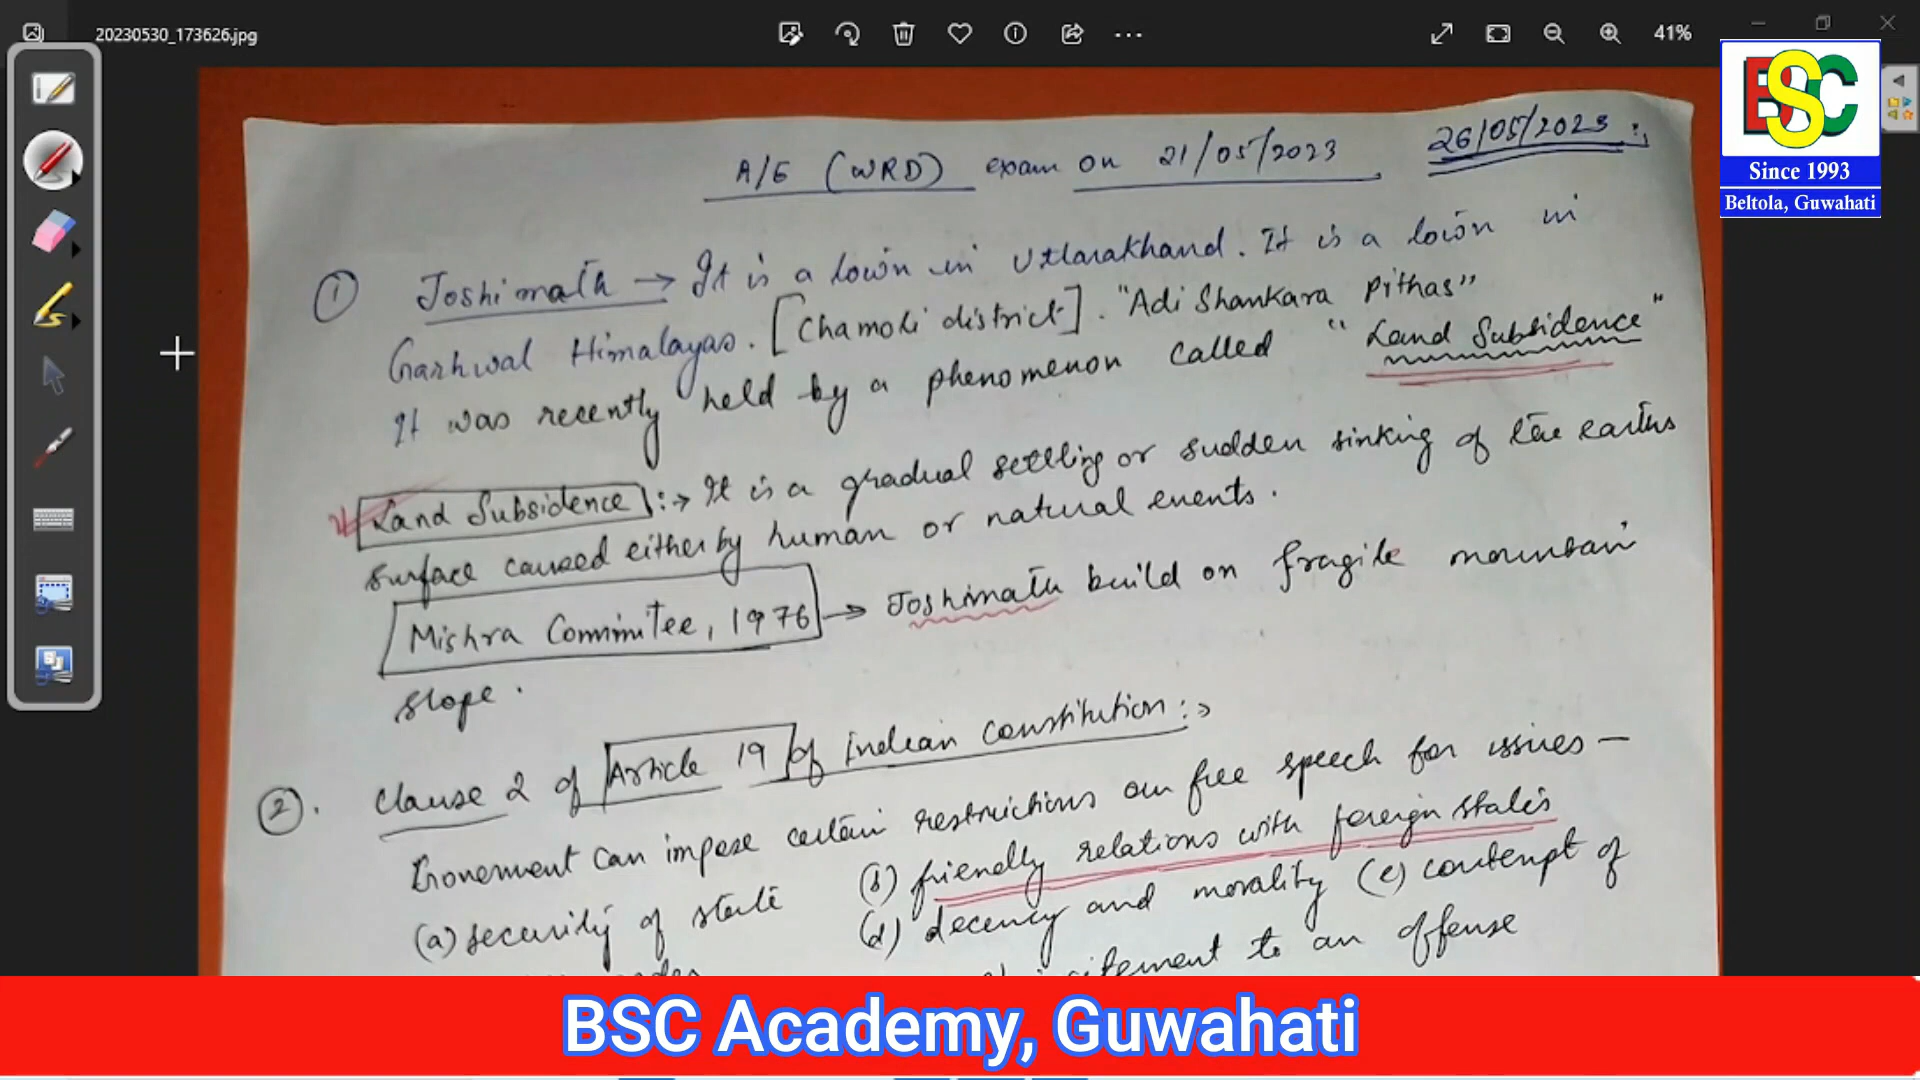 20230530_173626.jpg
41%
BSC
Since 1993
Beltola, Guwahati
A/E (WRD) exam on 21/05/2023
26/05/2023 :,
① Joshimath → It is a town in Uttarakhand. It is a town in
Garhwal Himalayas. [Chamoli district]. "Adi Shankara Pithas"
It was recently held by a phenomenon called "Land Subsidence"
Land Subsidence :→ It is a gradual settling or sudden sinking of the earths
surface caused either by human or natural events.
Mishra Committee, 1976 → Joshimath build on fragile mountain
slope.
②. Clause 2 of Article 19 of Indian Constitution :→
Government can impose certain restrictions on free speech for issues —
(a) security of state (b) friendly relations with foreign states
(d) decency and morality (e) contempt of
incitement to an offense
BSC Academy, Guwahati